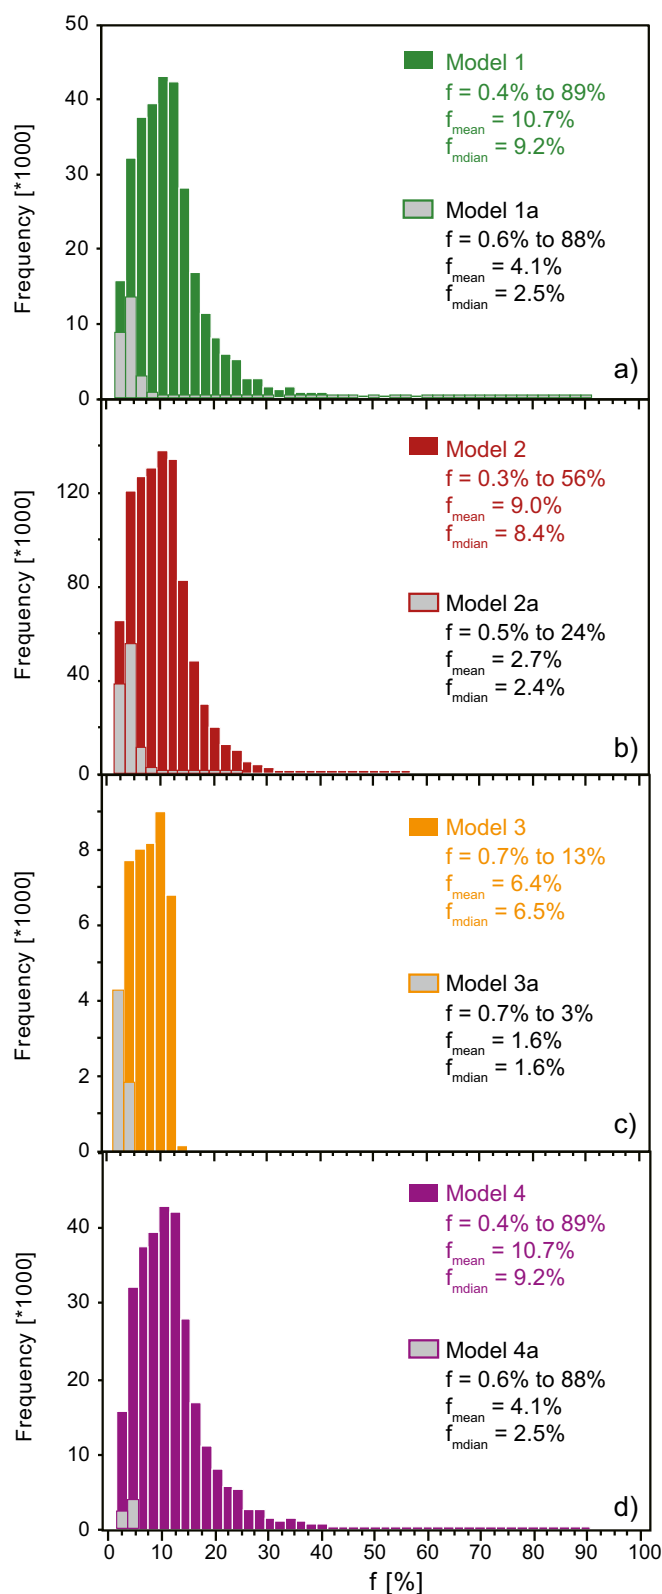 50
40
30
20
10
0
Frequency [*1000]
Model 1
f = 0.4% to 89%
fmean = 10.7%
fmdian = 9.2%
Model 1a
f = 0.6% to 88%
fmean = 4.1%
fmdian = 2.5%
a)
120
80
40
0
Frequency [*1000]
Model 2
f = 0.3% to 56%
fmean = 9.0%
fmdian = 8.4%
Model 2a
f = 0.5% to 24%
fmean = 2.7%
fmdian = 2.4%
b)
8
6
4
2
0
Frequency [*1000]
Model 3
f = 0.7% to 13%
fmean = 6.4%
fmdian = 6.5%
Model 3a
f = 0.7% to 3%
fmean = 1.6%
fmdian = 1.6%
c)
40
30
20
10
0
Frequency [*1000]
Model 4
f = 0.4% to 89%
fmean = 10.7%
fmdian = 9.2%
Model 4a
f = 0.6% to 88%
fmean = 4.1%
fmdian = 2.5%
d)
0 10 20 30 40 50 60 70 80 90 100
f [%]